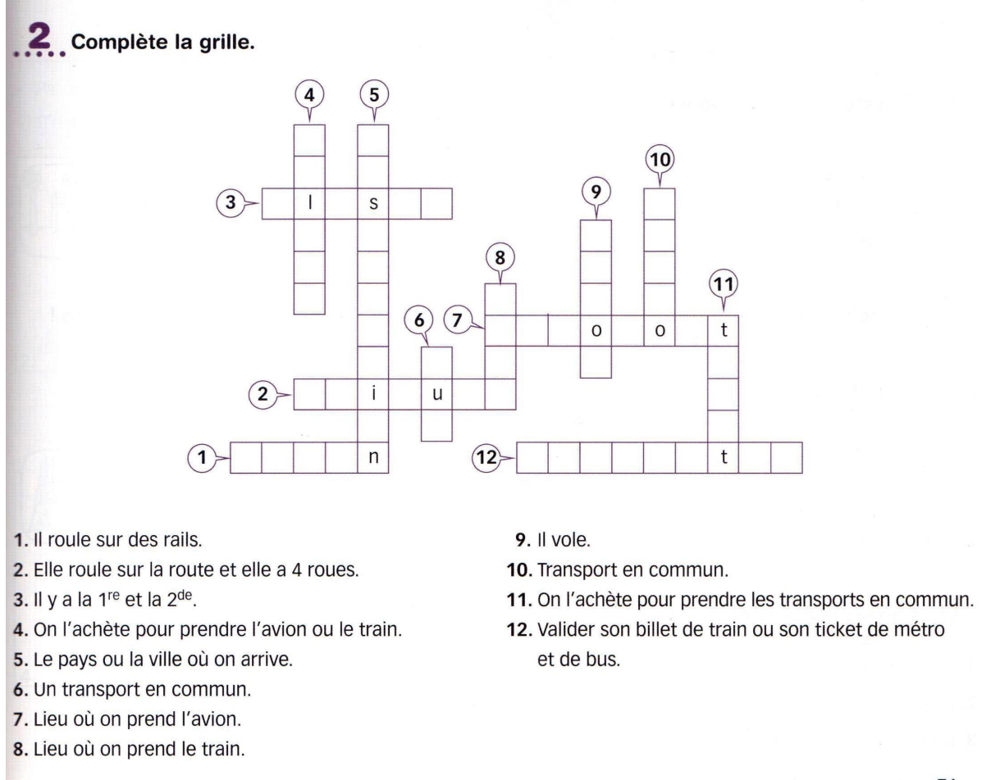 2 Complète la grille.
4 5
10
3 l s 9
8
11
6 7 o o t
2 i u
1 n 12 t
1. Il roule sur des rails.
2. Elle roule sur la route et elle a 4 roues.
3. Il y a la 1re et la 2de.
4. On l'achète pour prendre l'avion ou le train.
5. Le pays ou la ville où on arrive.
6. Un transport en commun.
7. Lieu où on prend l'avion.
8. Lieu où on prend le train.
9. Il vole.
10. Transport en commun.
11. On l'achète pour prendre les transports en commun.
12. Valider son billet de train ou son ticket de métro
et de bus.